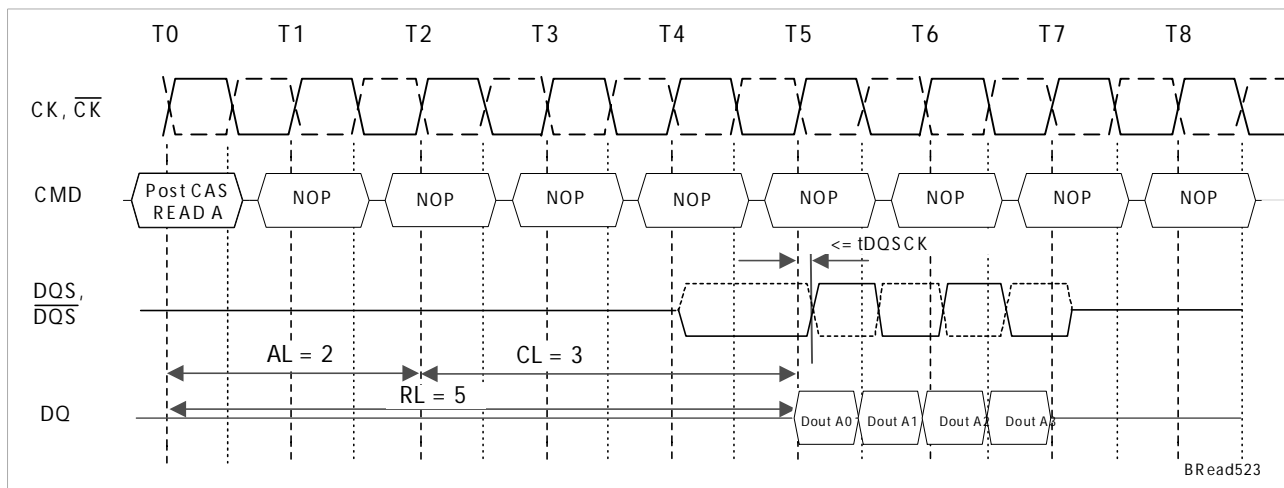 T0 T1 T2 T3 T4 T5 T6 T7 T8
CK, CK
CMD
Post CAS
READ A
NOP NOP NOP NOP NOP NOP NOP NOP
<= tDQSCK
DQS,
DQS
AL = 2
CL = 3
RL = 5
DQ
Dout A0 Dout A1 Dout A2 Dout A3
BRead523